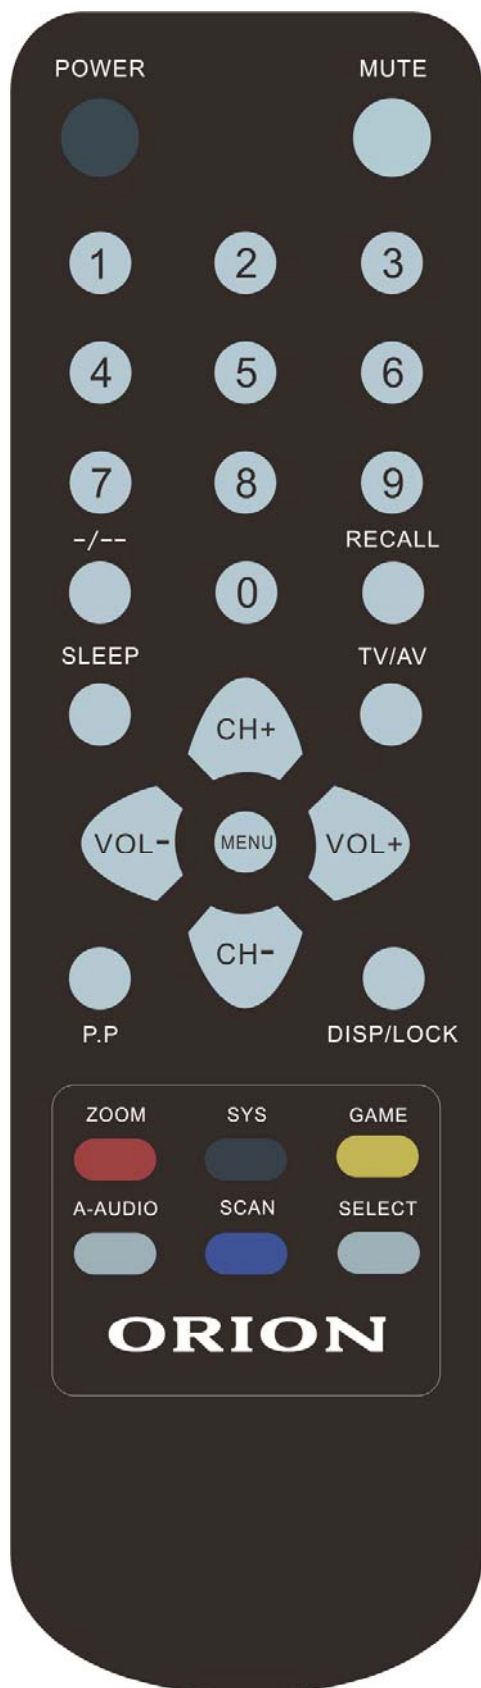 POWER MUTE
1 2 3
4 5 6
7 8 9
-/-- RECALL
0
SLEEP TV/AV
CH+
VOL- MENU VOL+
CH-
P.P DISP/LOCK
ZOOM SYS GAME
A-AUDIO SCAN SELECT
ORION